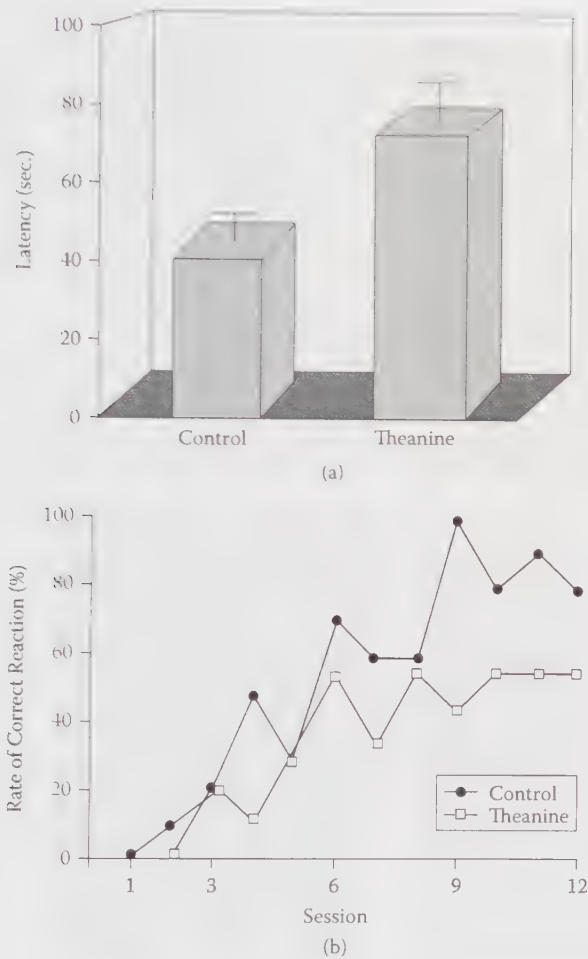 100
80
60
40
20
0
Latency (sec.)
Control Theanine
(a)
100
80
60
40
20
0
Rate of Correct Reaction (%)
Control
Theanine
1 3 6 9 12
Session
(b)